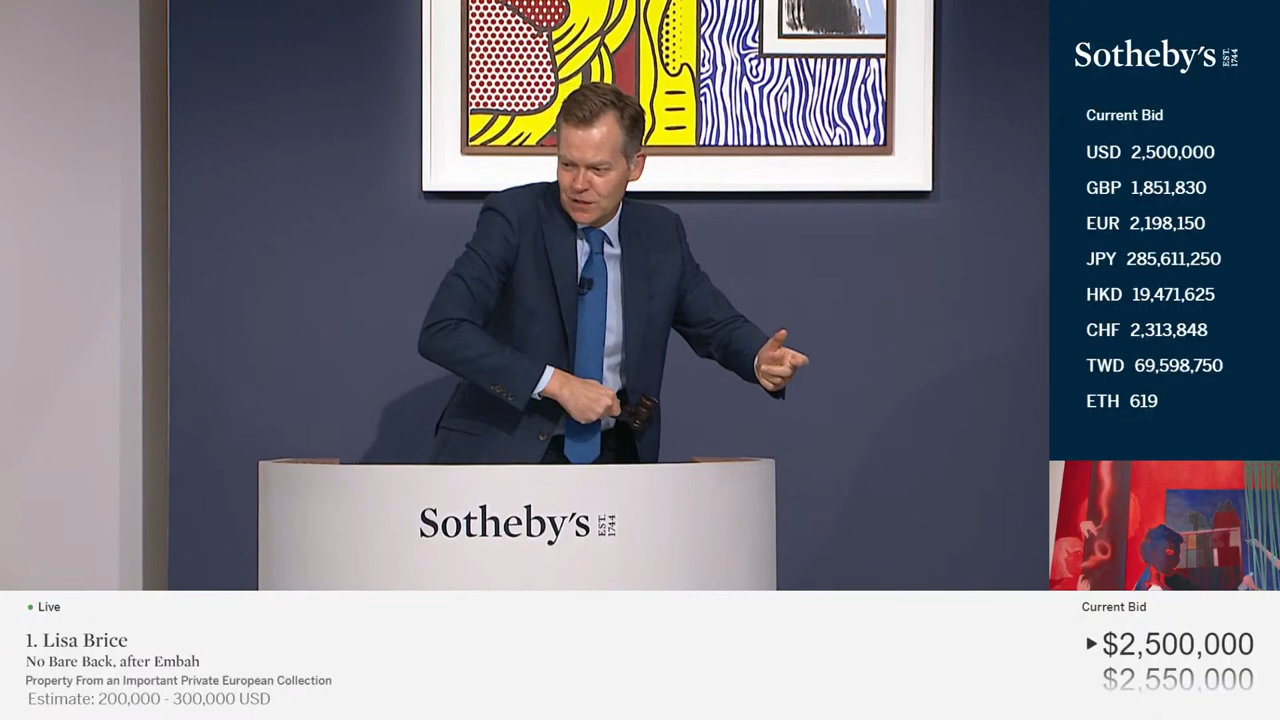 Sotheby's EST. 1744
Current Bid
USD 2,500,000
GBP 1,851,830
EUR 2,198,150
JPY 285,611,250
HKD 19,471,625
CHF 2,313,848
TWD 69,598,750
ETH 619
Sotheby's EST. 1744
Live
1. Lisa Brice
No Bare Back, after Embah
Property From an Important Private European Collection
Estimate: 200,000 - 300,000 USD
Current Bid
$2,500,000
$2,550,000